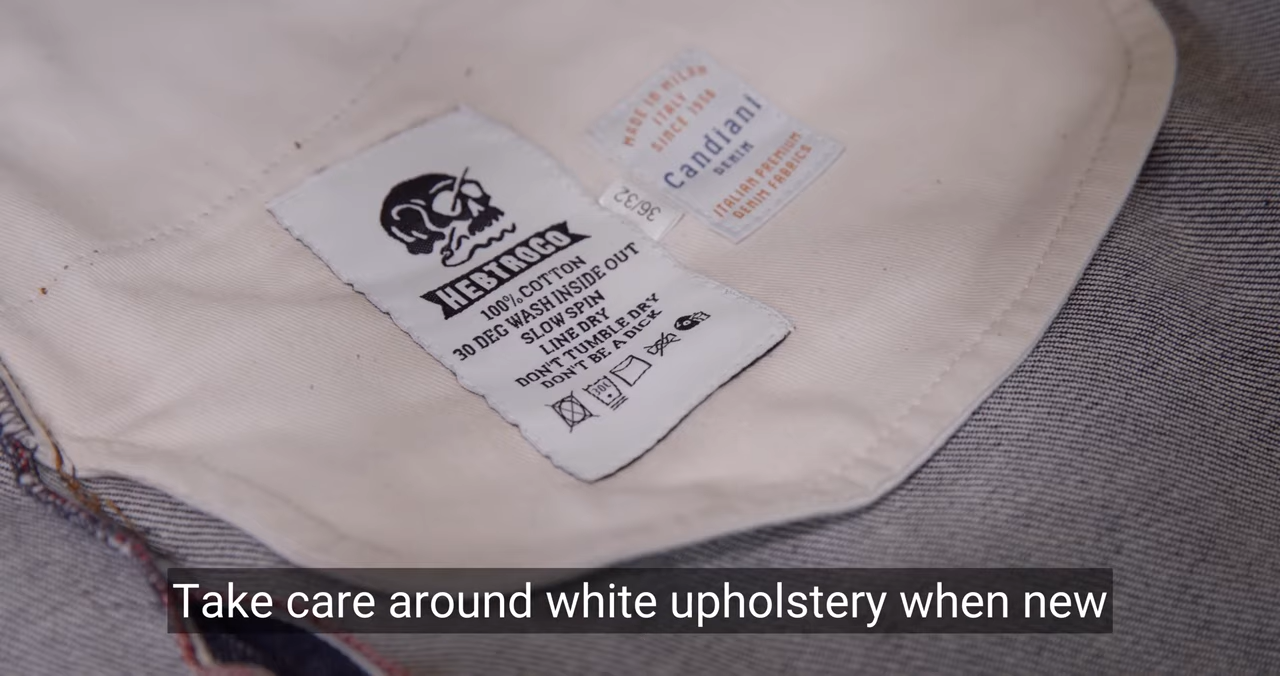 HEBTROCO
100% COTTON
30 DEG WASH INSIDE OUT
SLOW SPIN
LINE DRY
DON'T TUMBLE DRY
DON'T BE A DICK
30°
36/32
MADE IN MILAN
ITALY
SINCE 1938
Candiani
DENIM
ITALIAN PREMIUM
DENIM FABRICS
Take care around white upholstery when new